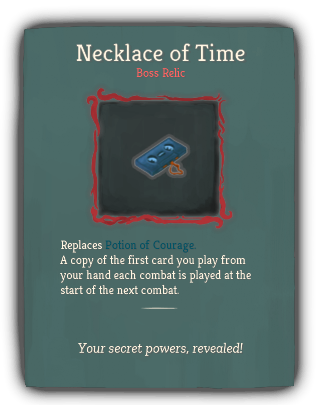 Necklace of Time
Boss Relic
Replaces Potion of Courage.
A copy of the first card you play from
your hand each combat is played at the
start of the next combat.
Your secret powers, revealed!